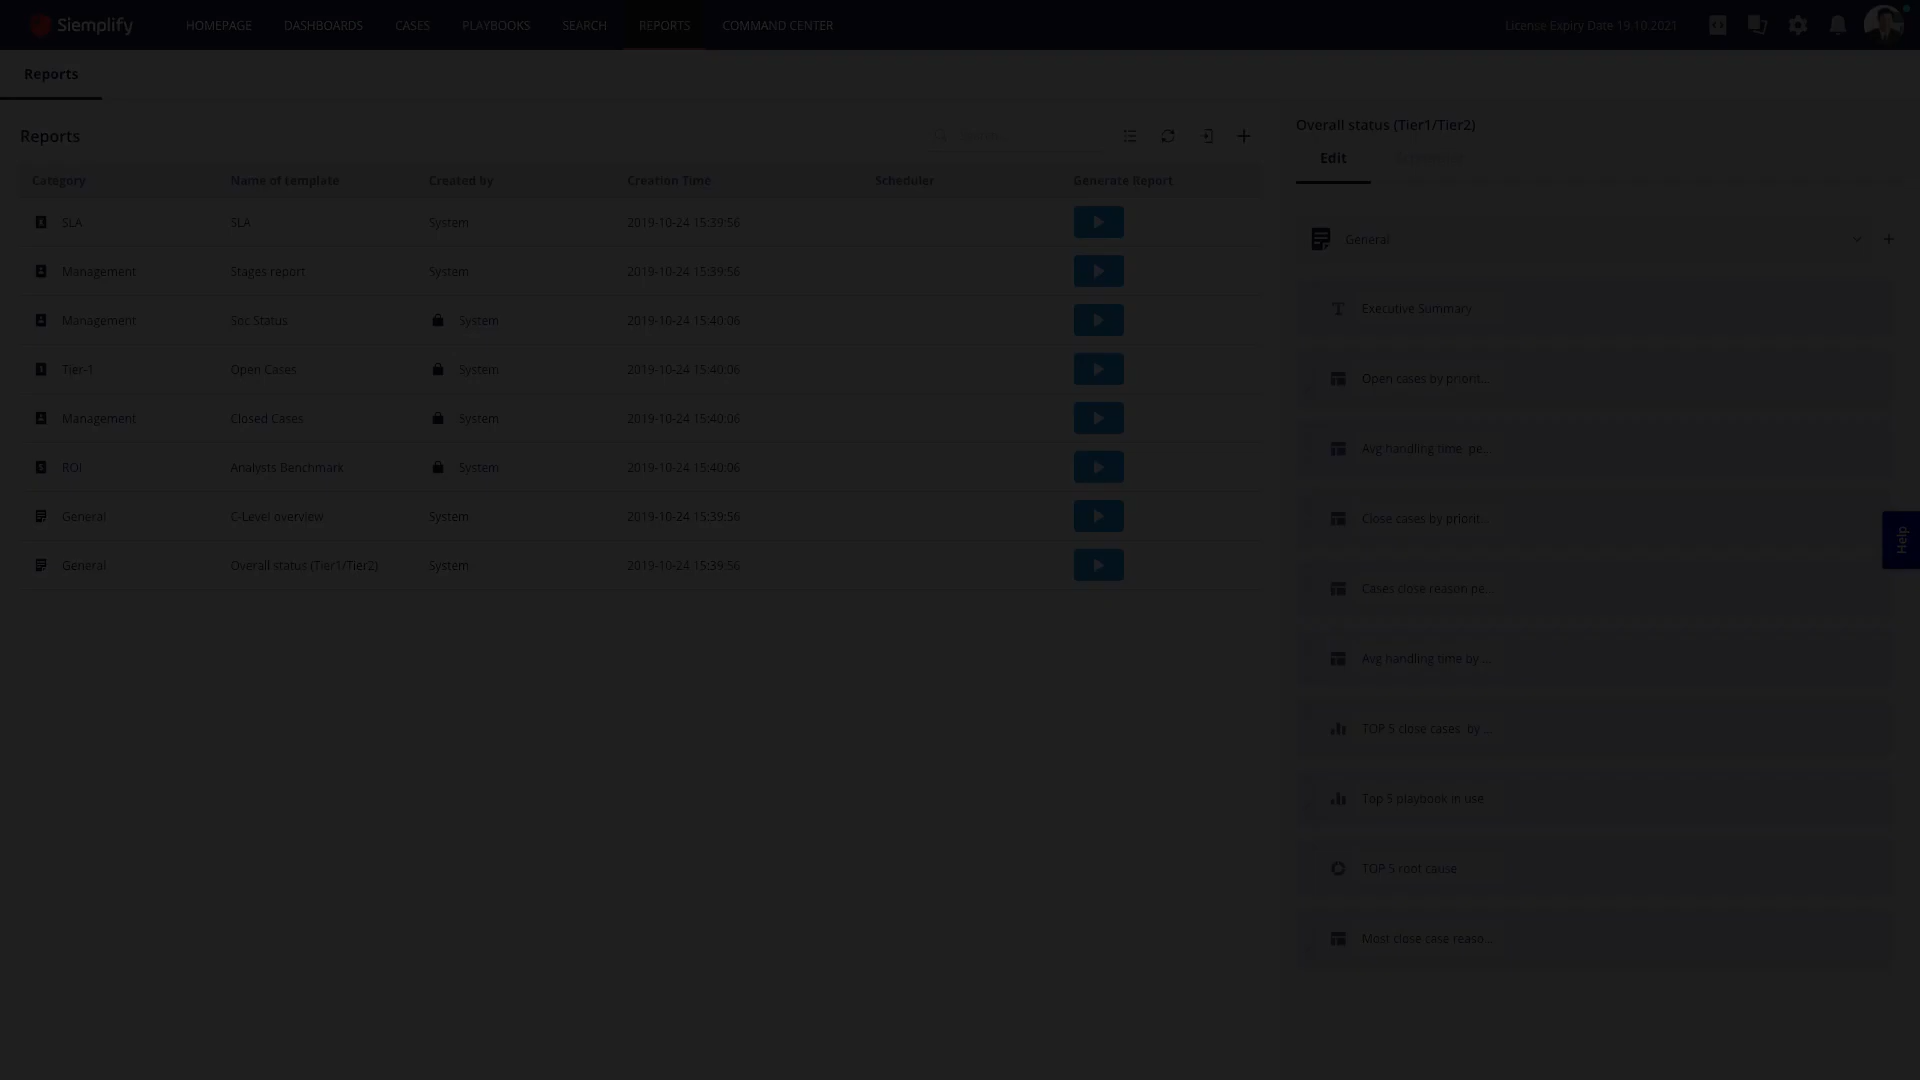 Siemplify
HOMEPAGE DASHBOARDS CASES PLAYBOOKS SEARCH REPORTS COMMAND CENTER License Expiry Date 19.10.2021
Reports
Reports
Category Name of template Created by Creation Time Scheduler Generate Report
SLA SLA System 2019-10-24 15:39:56
Management Stages report System 2019-10-24 15:39:56
Management Soc Status System 2019-10-24 15:40:06
Tier-1 Open Cases System 2019-10-24 15:40:06
Management Closed Cases System 2019-10-24 15:40:06
ROI Analysts Benchmark System 2019-10-24 15:40:06
General C-Level overview System 2019-10-24 15:39:56
General Overall status (Tier1/Tier2) System 2019-10-24 15:39:56
Overall status (Tier1/Tier2)
Edit
General
Executive Summary
Open cases by priorit...
Avg handling time pe...
Close cases by priorit...
Cases close reason pe...
Avg handling time by ...
TOP 5 close cases by ...
Top 5 playbook in use
TOP 5 root cause
Most close case reaso...
Help